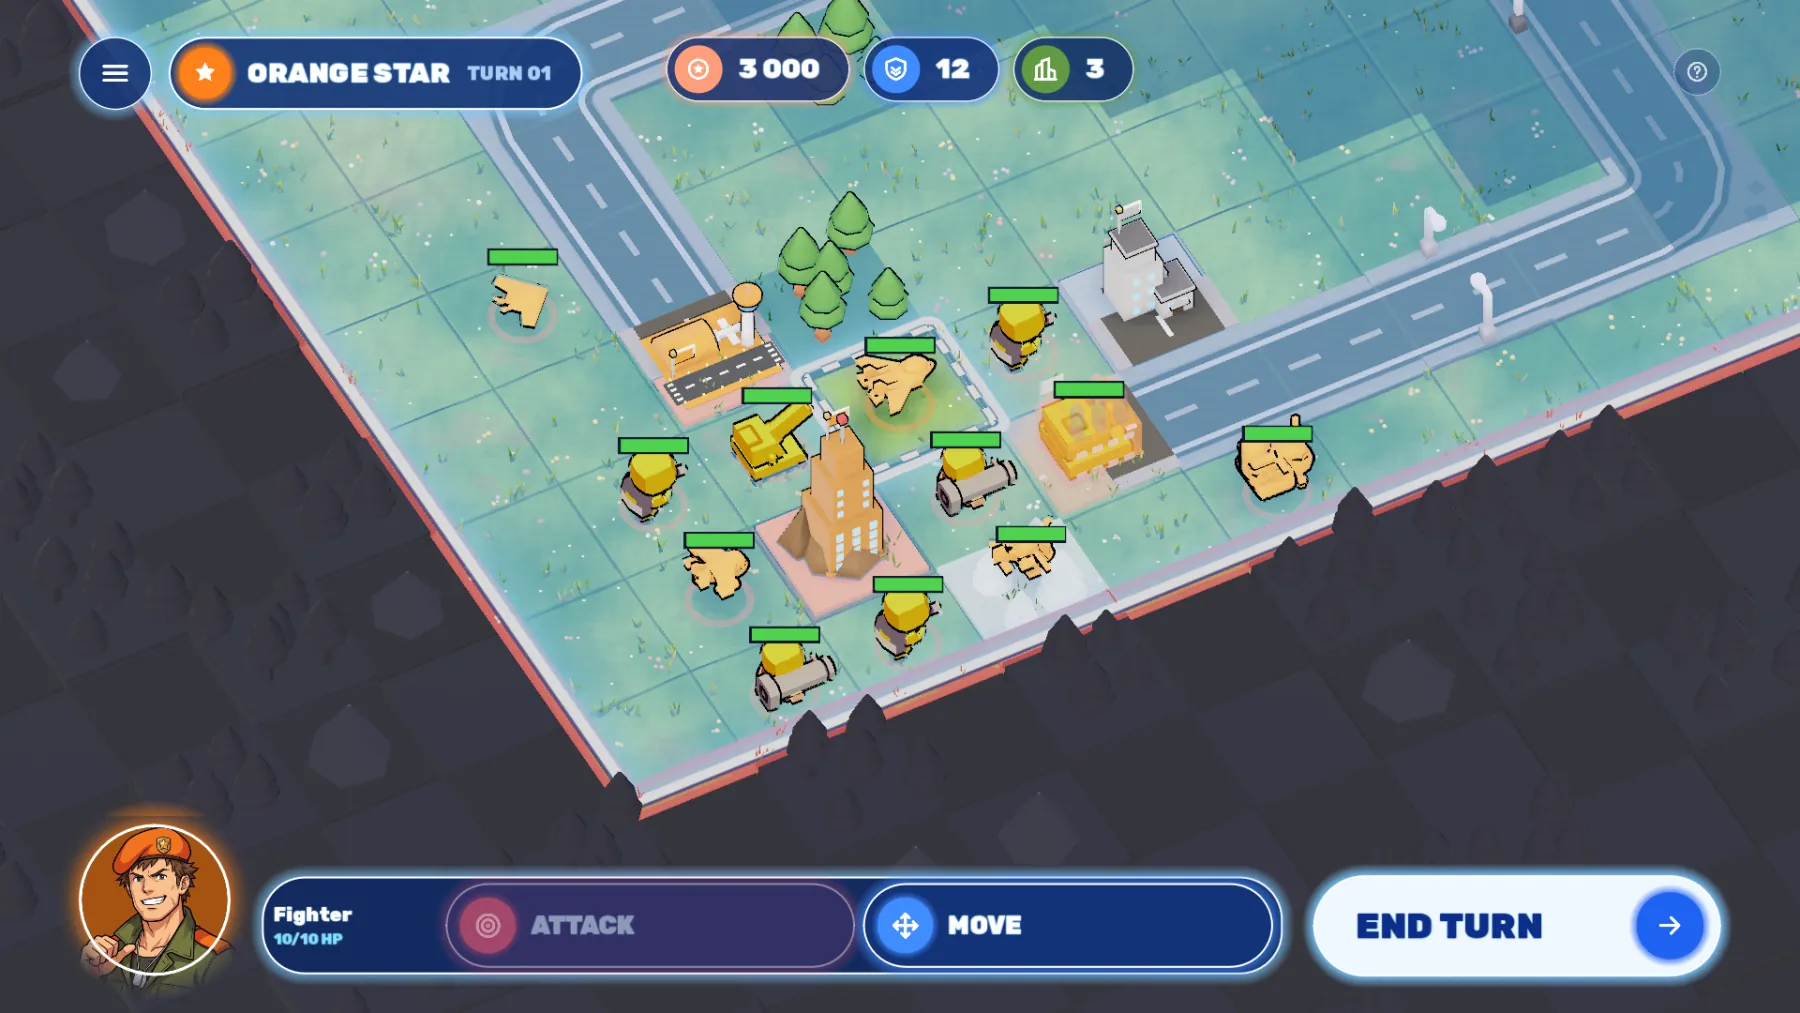 ORANGE STAR TURN 01
3 000
12
3
Fighter
10/10 HP
ATTACK
MOVE
END TURN